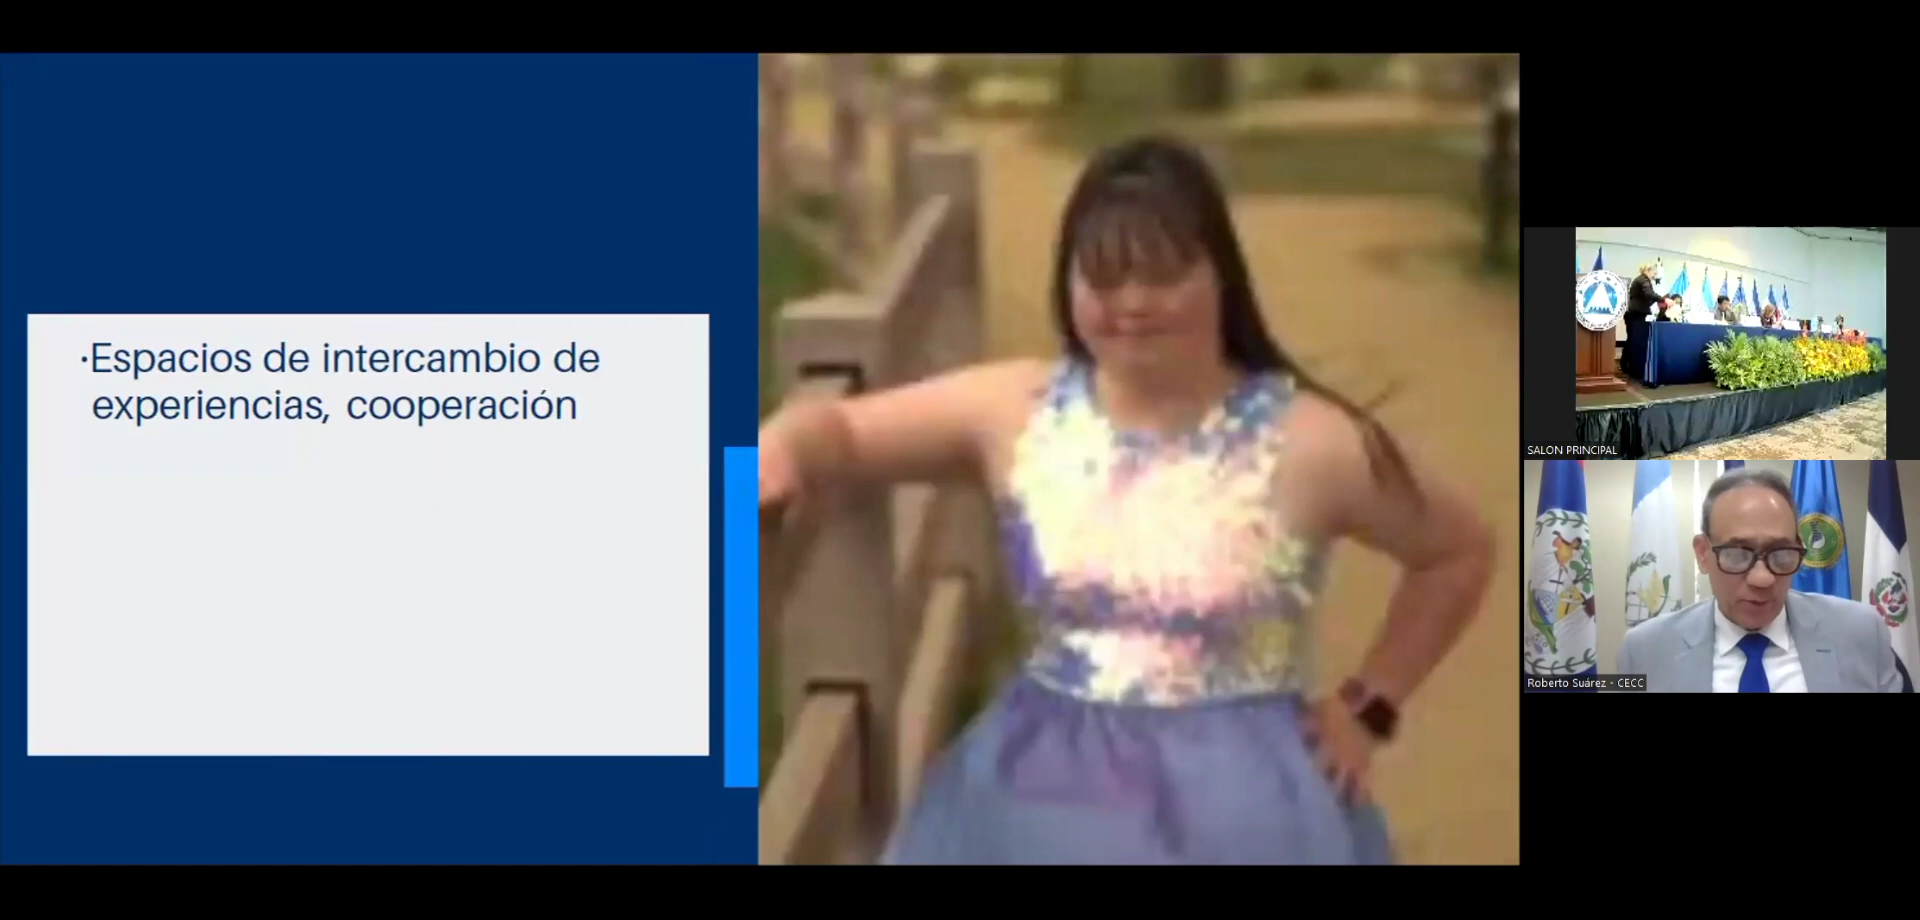 ·Espacios de intercambio de
experiencias, cooperación
SALON PRINCIPAL
Roberto Suárez - CECC